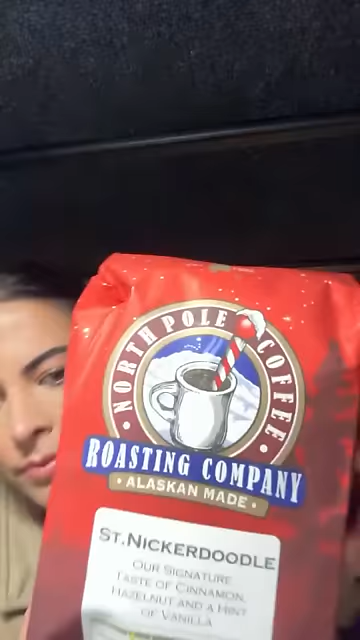 NORTH POLE COFFEE
ROASTING COMPANY
• ALASKAN MADE •
ST.NICKERDOODLE
OUR SIGNATURE
TASTE OF CINNAMON,
HAZELNUT AND A HINT
OF VANILLA